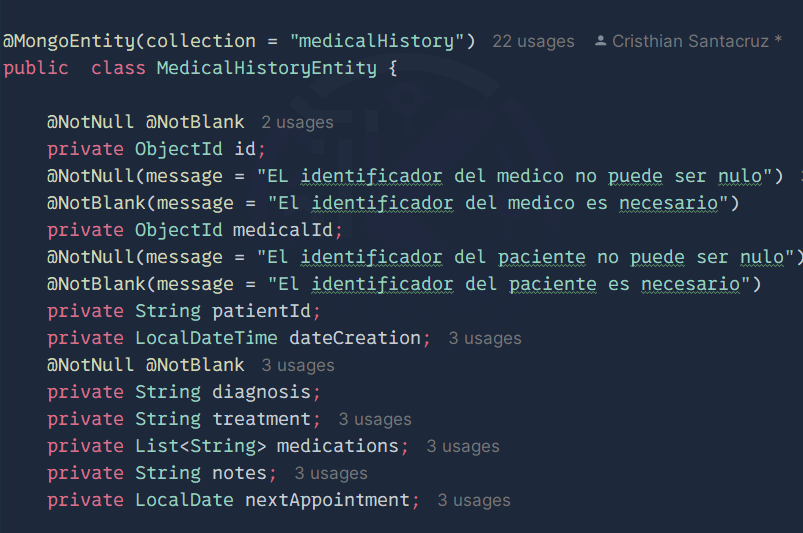 @MongoEntity(collection = "medicalHistory") 22 usages Cristhian Santacruz *
public class MedicalHistoryEntity {
@NotNull @NotBlank 2 usages
private ObjectId id;
@NotNull(message = "EL identificador del medico no puede ser nulo")
@NotBlank(message = "El identificador del medico es necesario")
private ObjectId medicalId;
@NotNull(message = "El identificador del paciente no puede ser nulo")
@NotBlank(message = "El identificador del paciente es necesario")
private String patientId;
private LocalDateTime dateCreation; 3 usages
@NotNull @NotBlank 3 usages
private String diagnosis;
private String treatment; 3 usages
private List<String> medications; 3 usages
private String notes; 3 usages
private LocalDate nextAppointment; 3 usages